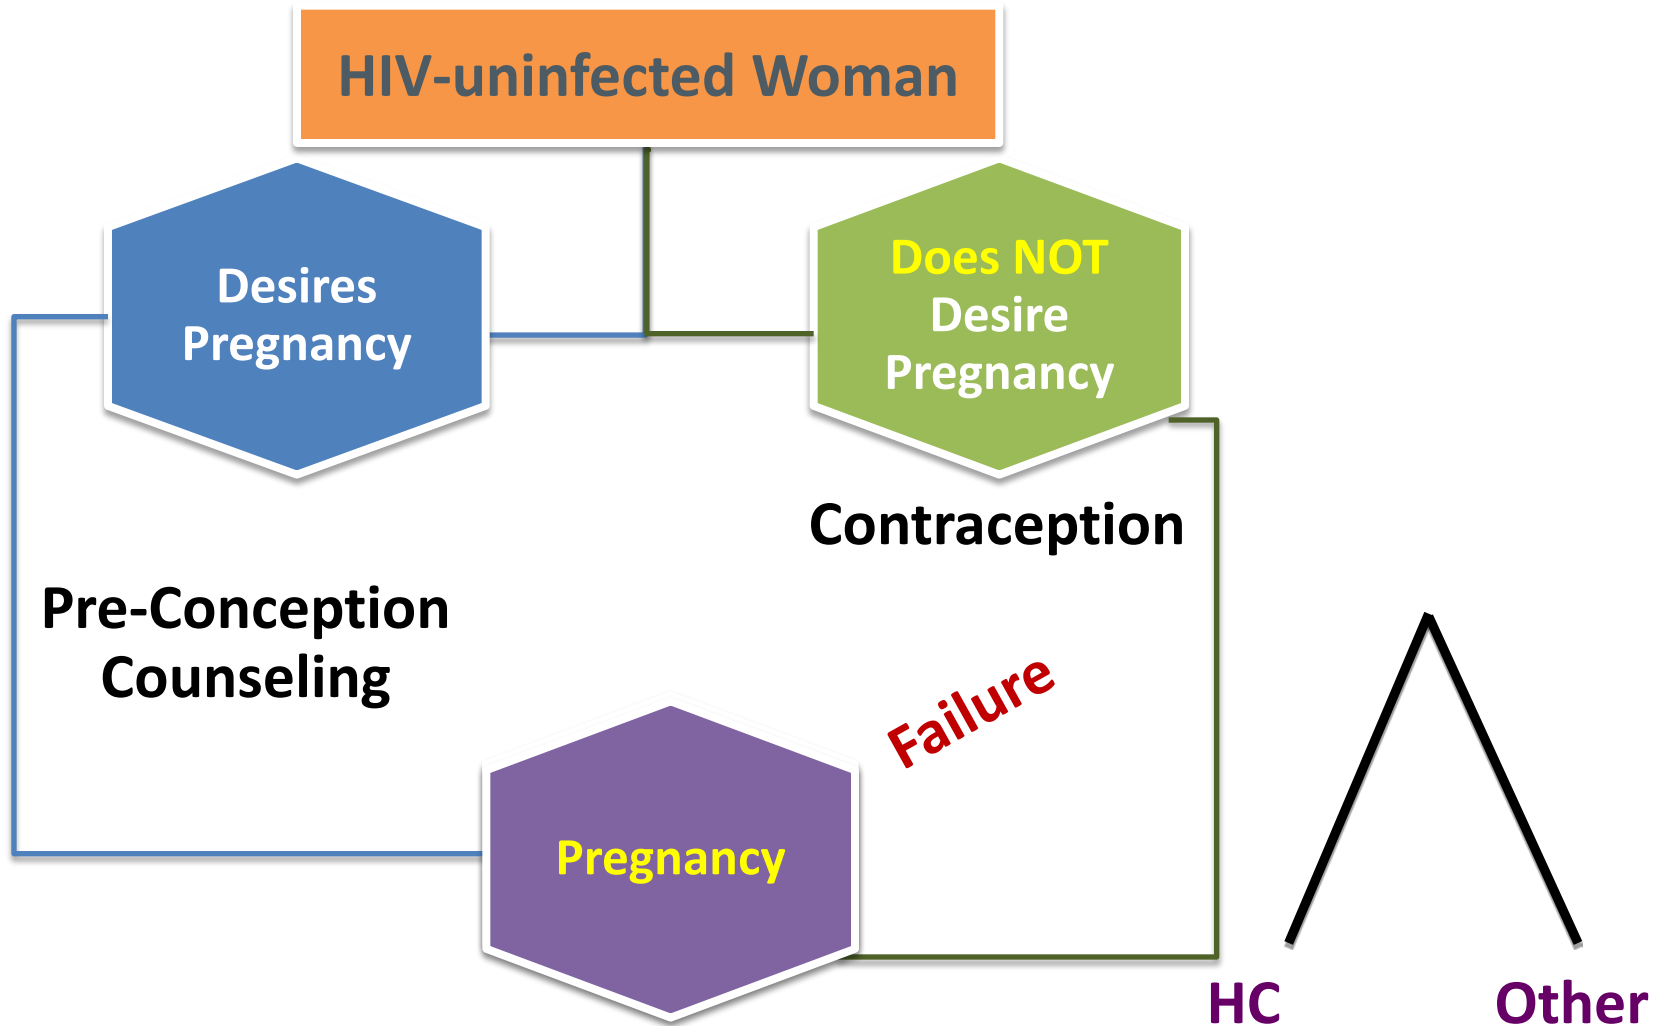 HIV-uninfected Woman
Desires
Pregnancy
Does NOT
Desire
Pregnancy
Contraception
Pre-Conception
Counseling
Failure
Pregnancy
HC
Other